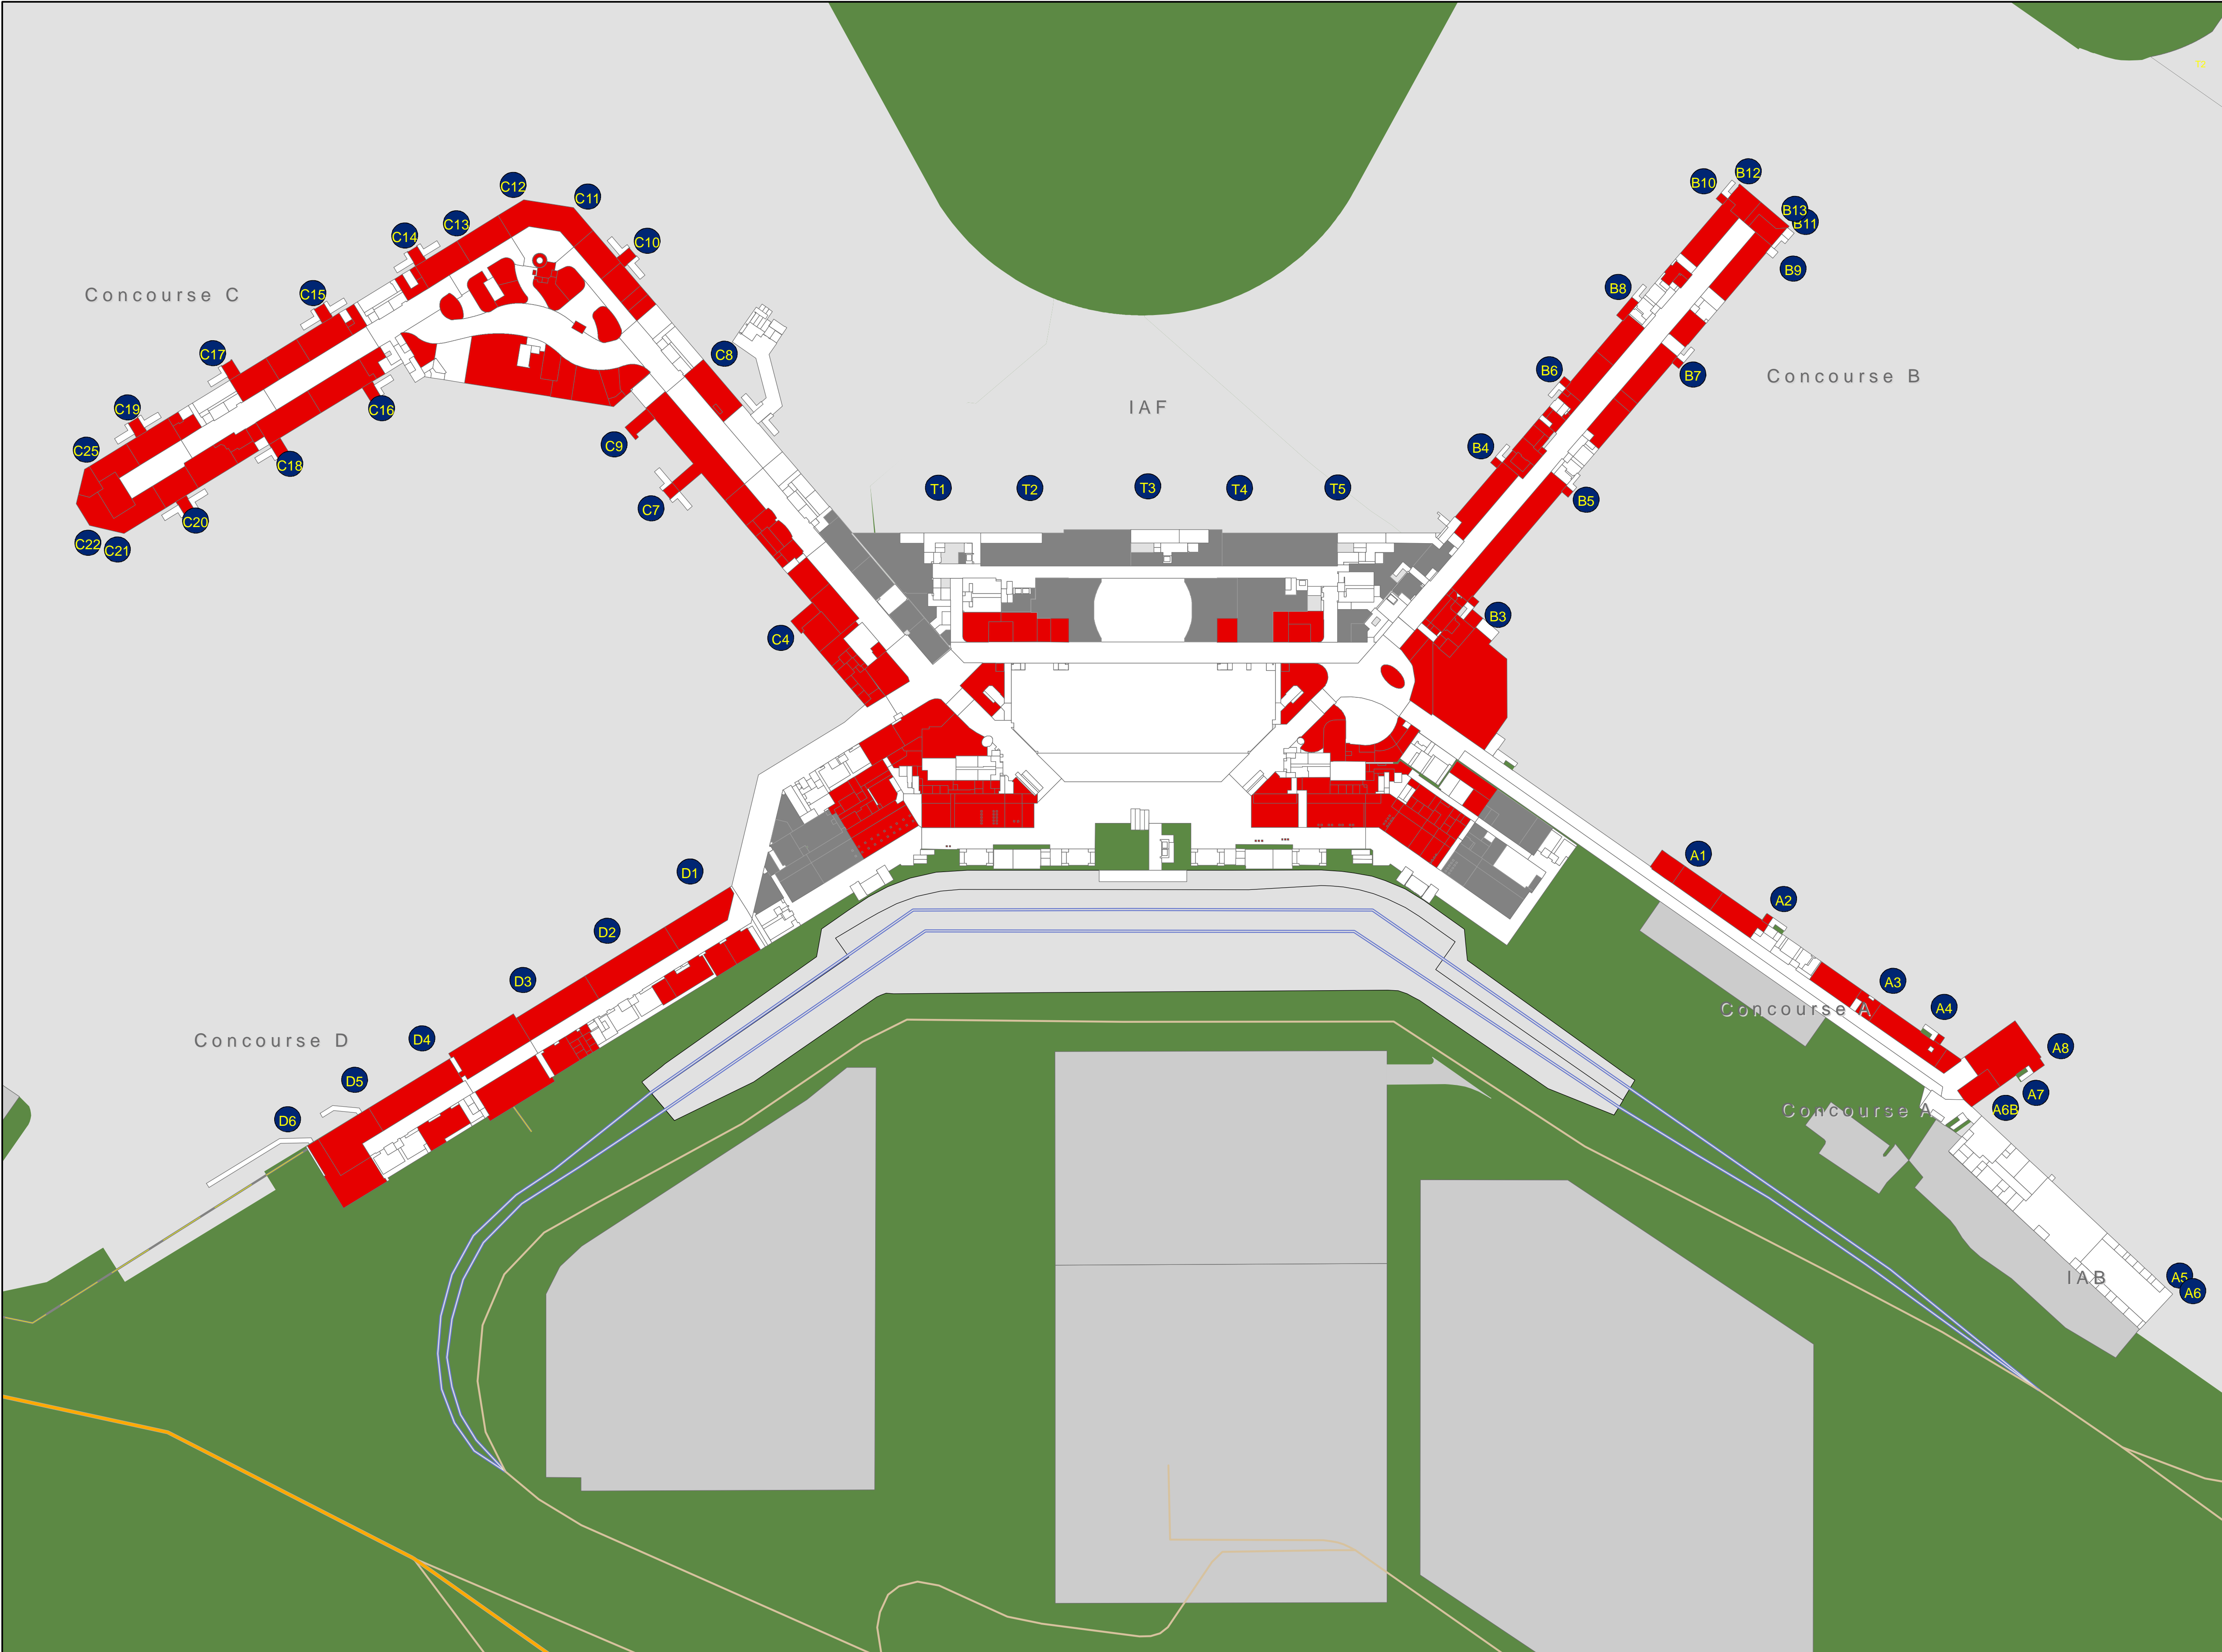 B12
B10
C12
C11
B13
B11
C13
C14
C10
B9
B8
Concourse C
C15
C17
C8
B6
B7
Concourse B
C19
C16
IAF
C9
B4
C25
C18
T1
T2
T3
T4
T5
B5
C7
C20
C22
C21
B3
C4
A1
D1
A2
D2
D3
A3
Concourse A
A4
D4
Concourse D
A8
D5
A7
A6B
Concourse A
D6
IAB
A5
A6